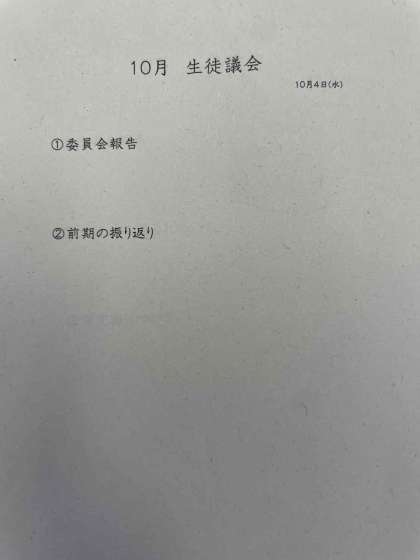 10月 生徒議会
10月4日(水)
①委員会報告
②前期の振り返り